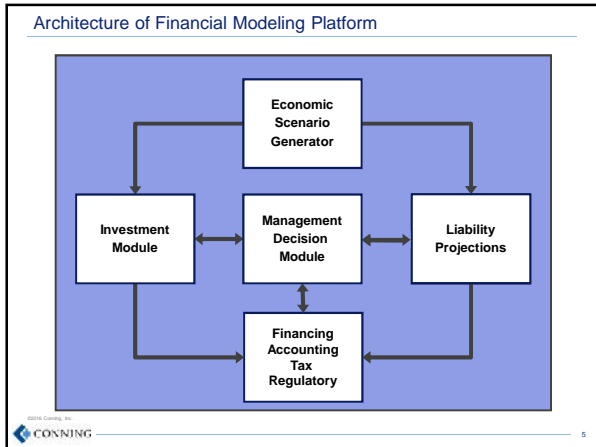 Architecture of Financial Modeling Platform
Economic
Scenario
Generator
Investment
Module
Management
Decision
Module
Liability
Projections
Financing
Accounting
Tax
Regulatory
©2016 Conning, Inc.
CONNING
5